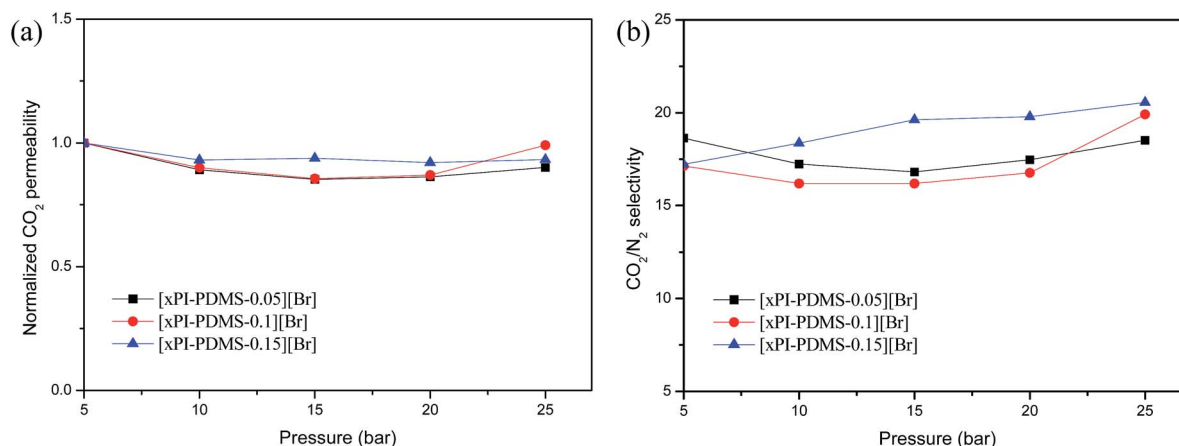 (a)
1.5
1.0
0.5
0.0
Normalized CO₂ permeability
[xPI-PDMS-0.05][Br]
[xPI-PDMS-0.1][Br]
[xPI-PDMS-0.15][Br]
5 10 15 20 25
Pressure (bar)
(b)
25
20
15
10
5
CO₂/N₂ selectivity
[xPI-PDMS-0.05][Br]
[xPI-PDMS-0.1][Br]
[xPI-PDMS-0.15][Br]
5 10 15 20 25
Pressure (bar)